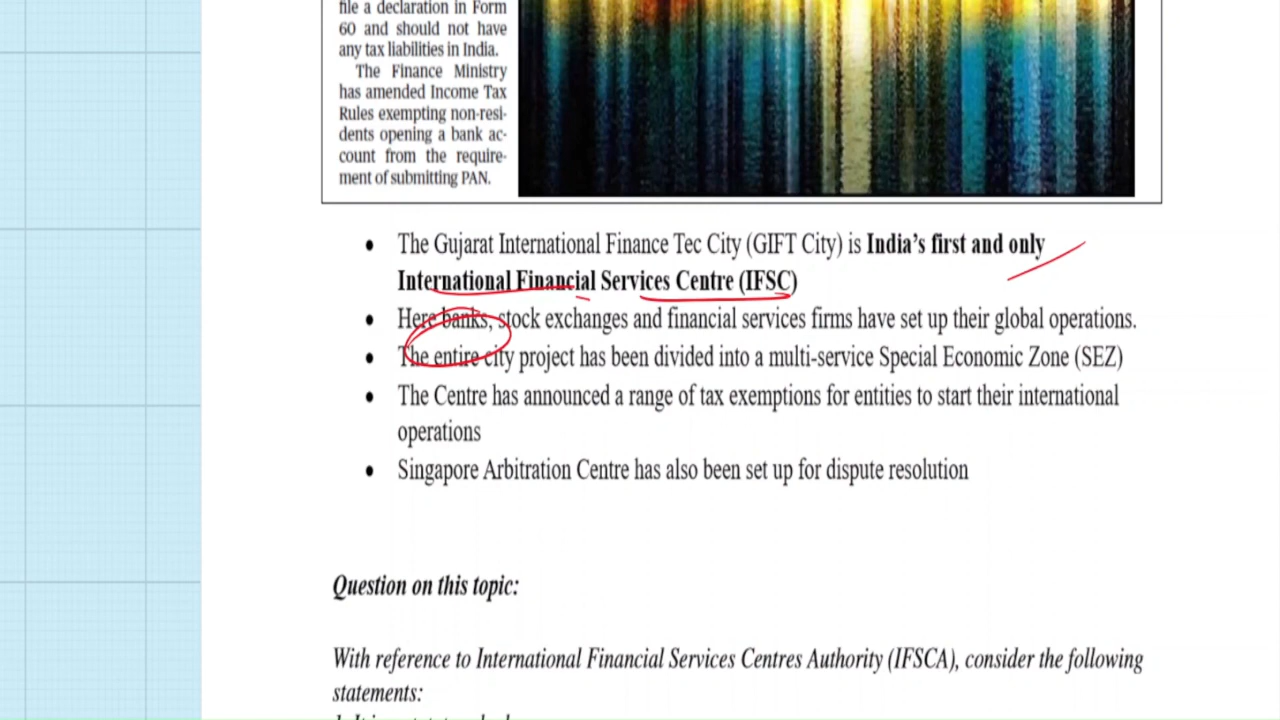 file a declaration in Form
60 and should not have
any tax liabilities in India.
The Finance Ministry
has amended Income Tax
Rules exempting non-resi-
dents opening a bank ac-
count from the require-
ment of submitting PAN.
• The Gujarat International Finance Tec City (GIFT City) is India's first and only
International Financial Services Centre (IFSC)
• Here banks, stock exchanges and financial services firms have set up their global operations.
• The entire city project has been divided into a multi-service Special Economic Zone (SEZ)
• The Centre has announced a range of tax exemptions for entities to start their international
operations
• Singapore Arbitration Centre has also been set up for dispute resolution
Question on this topic:
With reference to International Financial Services Centres Authority (IFSCA), consider the following
statements: